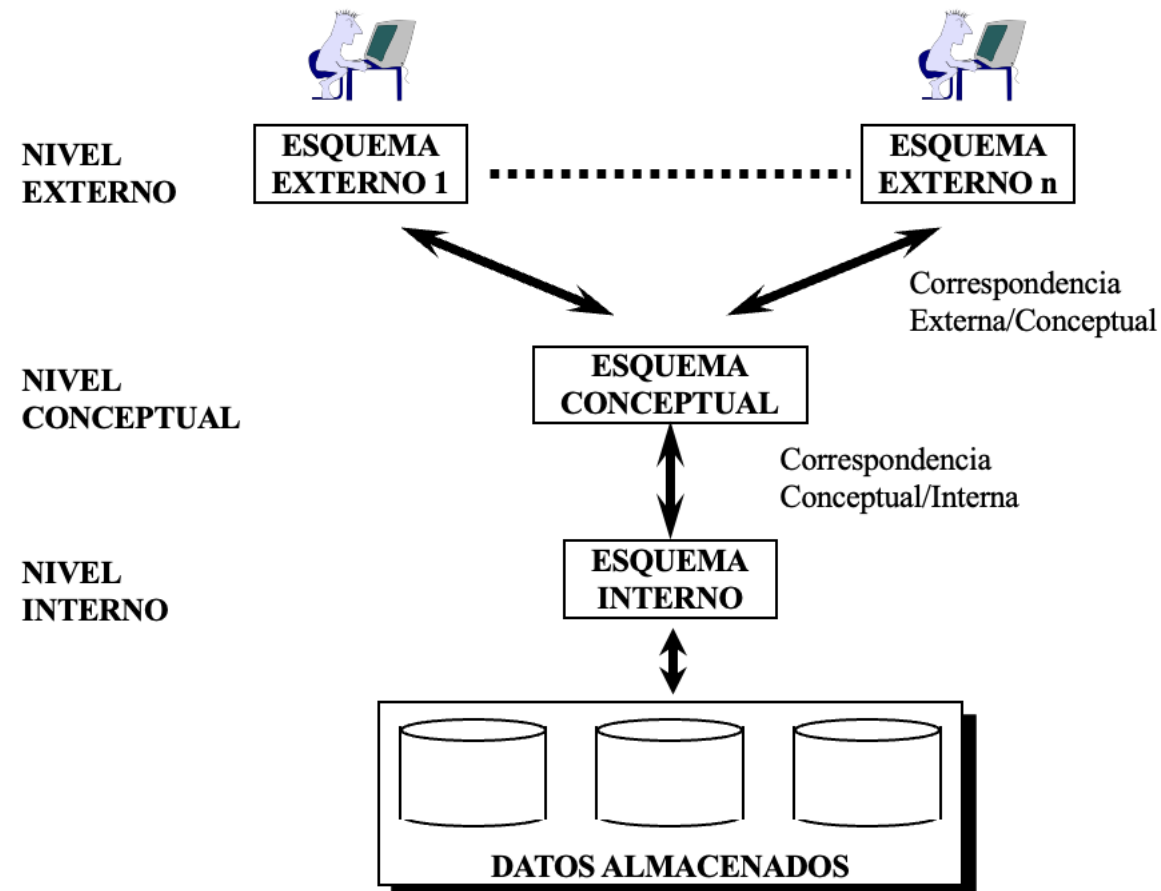 NIVEL
EXTERNO
ESQUEMA
EXTERNO 1
ESQUEMA
EXTERNO n
Correspondencia
Externa/Conceptual
NIVEL
CONCEPTUAL
ESQUEMA
CONCEPTUAL
Correspondencia
Conceptual/Interna
NIVEL
INTERNO
ESQUEMA
INTERNO
DATOS ALMACENADOS